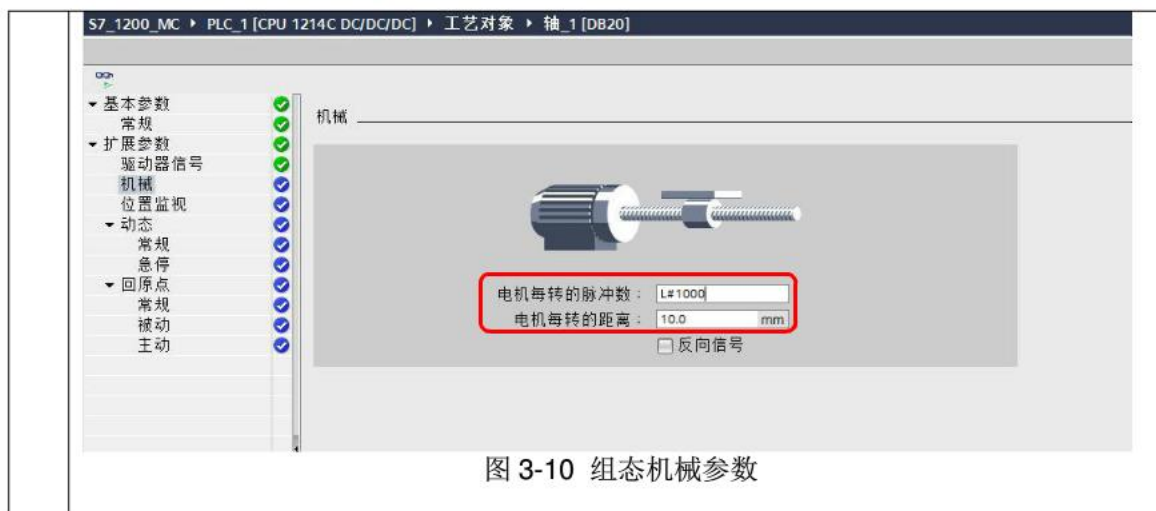 S7_1200_MC ▸ PLC_1 [CPU 1214C DC/DC/DC] ▸ 工艺对象 ▸ 轴_1 [DB20]
基本参数
常规
扩展参数
驱动器信号
机械
位置监视
动态
常规
急停
回原点
常规
被动
主动
机械
电机每转的脉冲数： L#1000
电机每转的距离： 10.0 mm
反向信号
图 3-10 组态机械参数